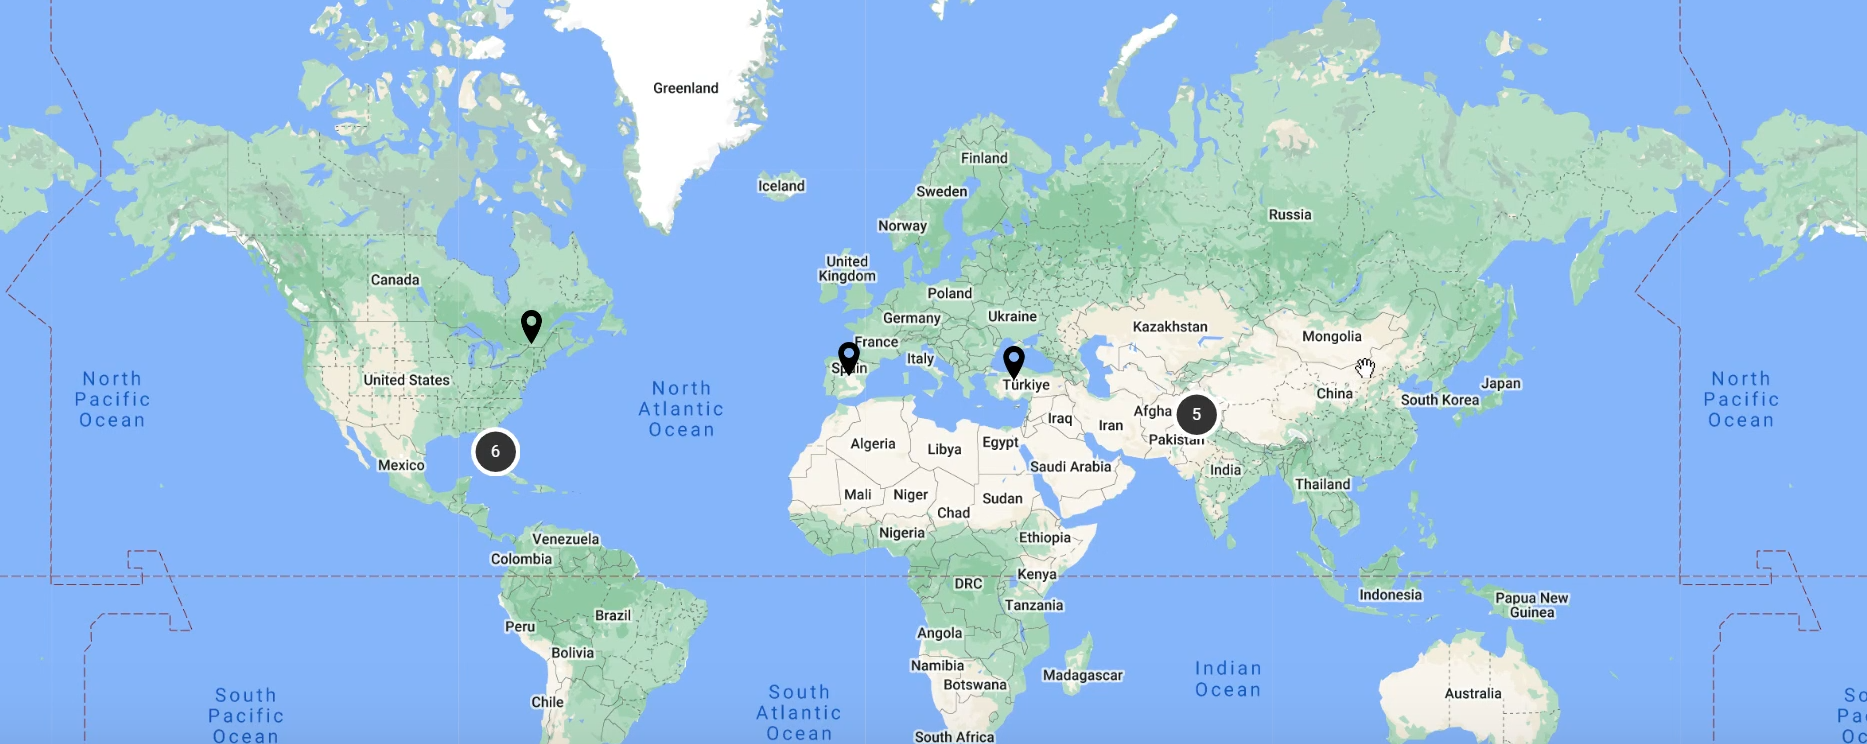 Greenland
Finland
Iceland
Sweden
Russia
Norway
United
Kingdom
Canada
Poland
Germany
Ukraine
Kazakhstan
Mongolia
France
Italy
Spain
United States
Türkiye
Japan
China
South Korea
North
Pacific
Ocean
North
Atlantic
Ocean
North
Pacific
Ocean
Afgha
5
Iraq
Iran
Pakistan
Algeria
Libya
Egypt
6
Mexico
Saudi Arabia
India
Thailand
Mali
Niger
Sudan
Chad
Nigeria
Ethiopia
Venezuela
Colombia
Kenya
DRC
Indonesia
Papua New
Guinea
Tanzania
Brazil
Peru
Angola
Bolivia
Namibia
Botswana
Madagascar
Indian
Ocean
Australia
Chile
South
Pacific
Ocean
South
Atlantic
Ocean
South Africa
So
Pa
Oc